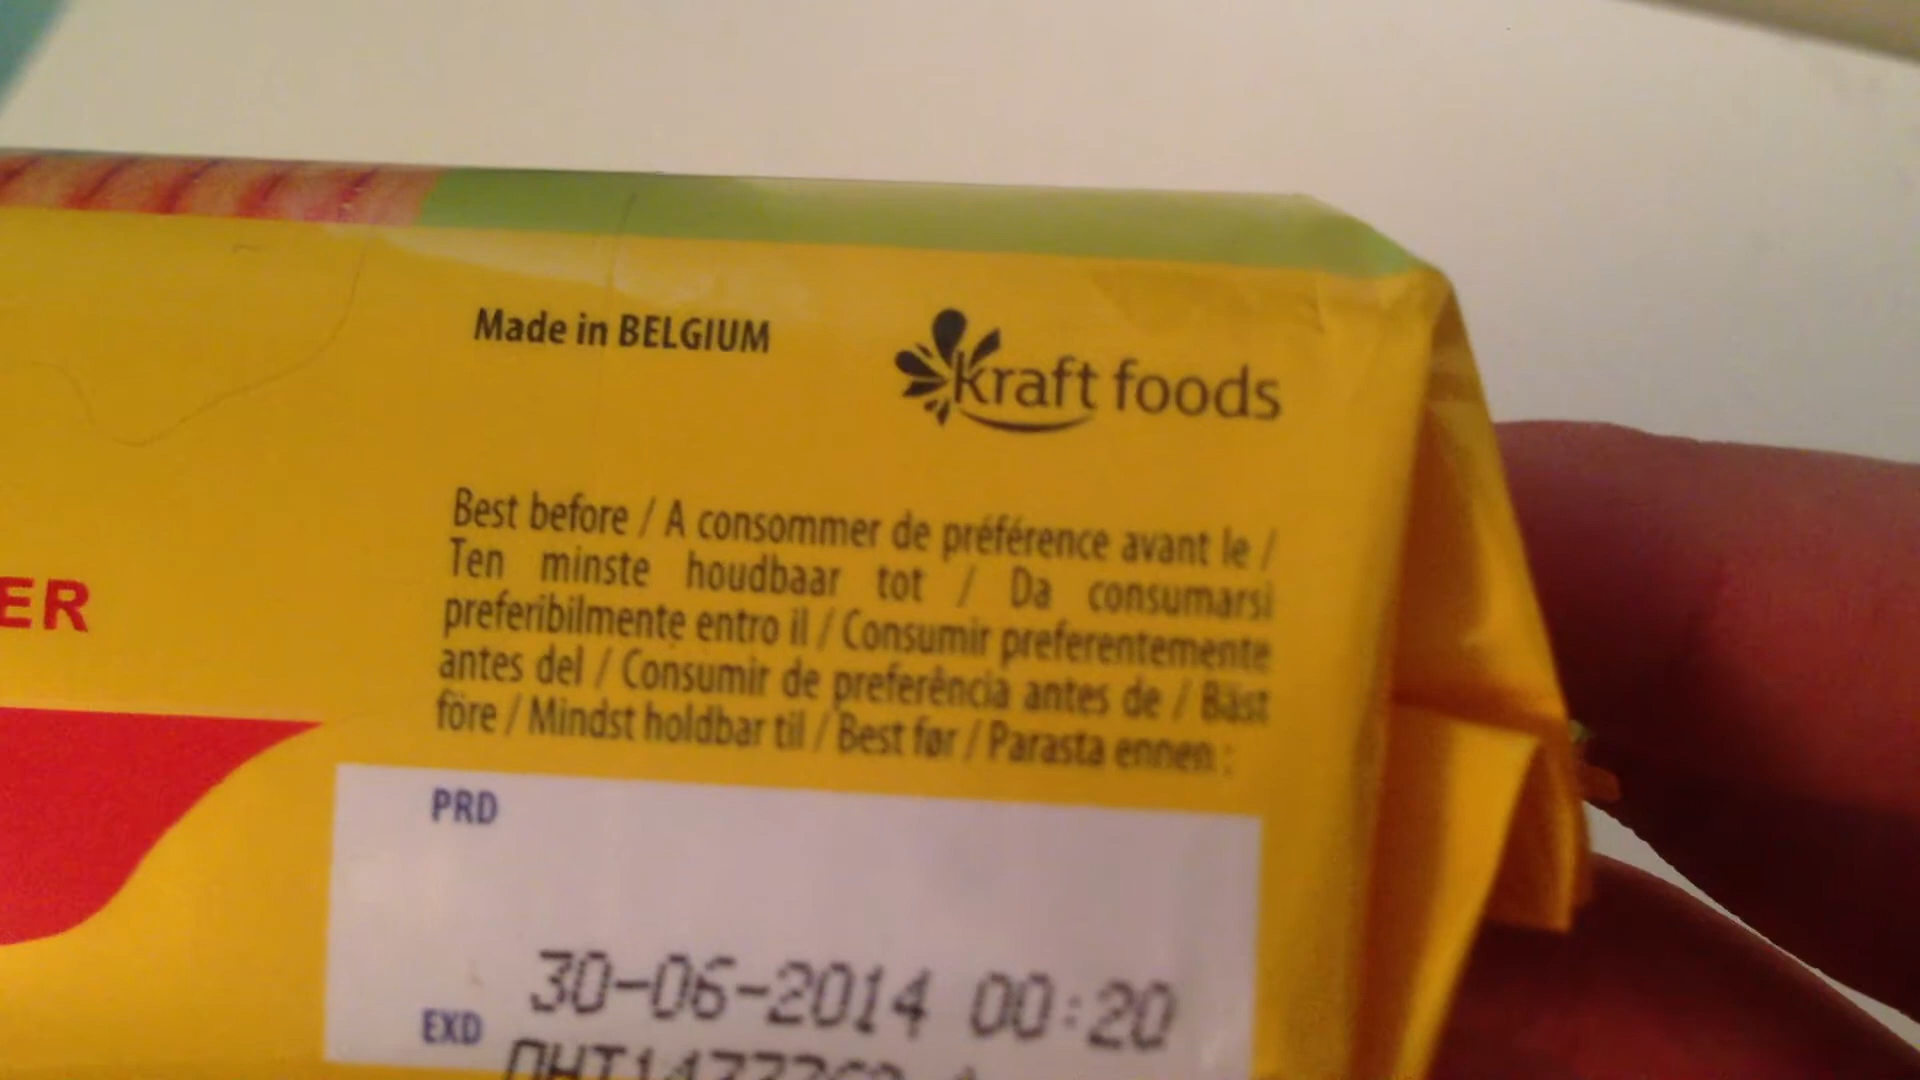 Made in BELGIUM
kraft foods
Best before / A consommer de préférence avant le /
Ten minste houdbaar tot / Da consumarsi
preferibilmente entro il / Consumir preferentemente
antes del / Consumir de preferência antes de / Bäst
före / Mindst holdbar til / Best før / Parasta ennen :
ER
PRD
30-06-2014 00:20
EXD